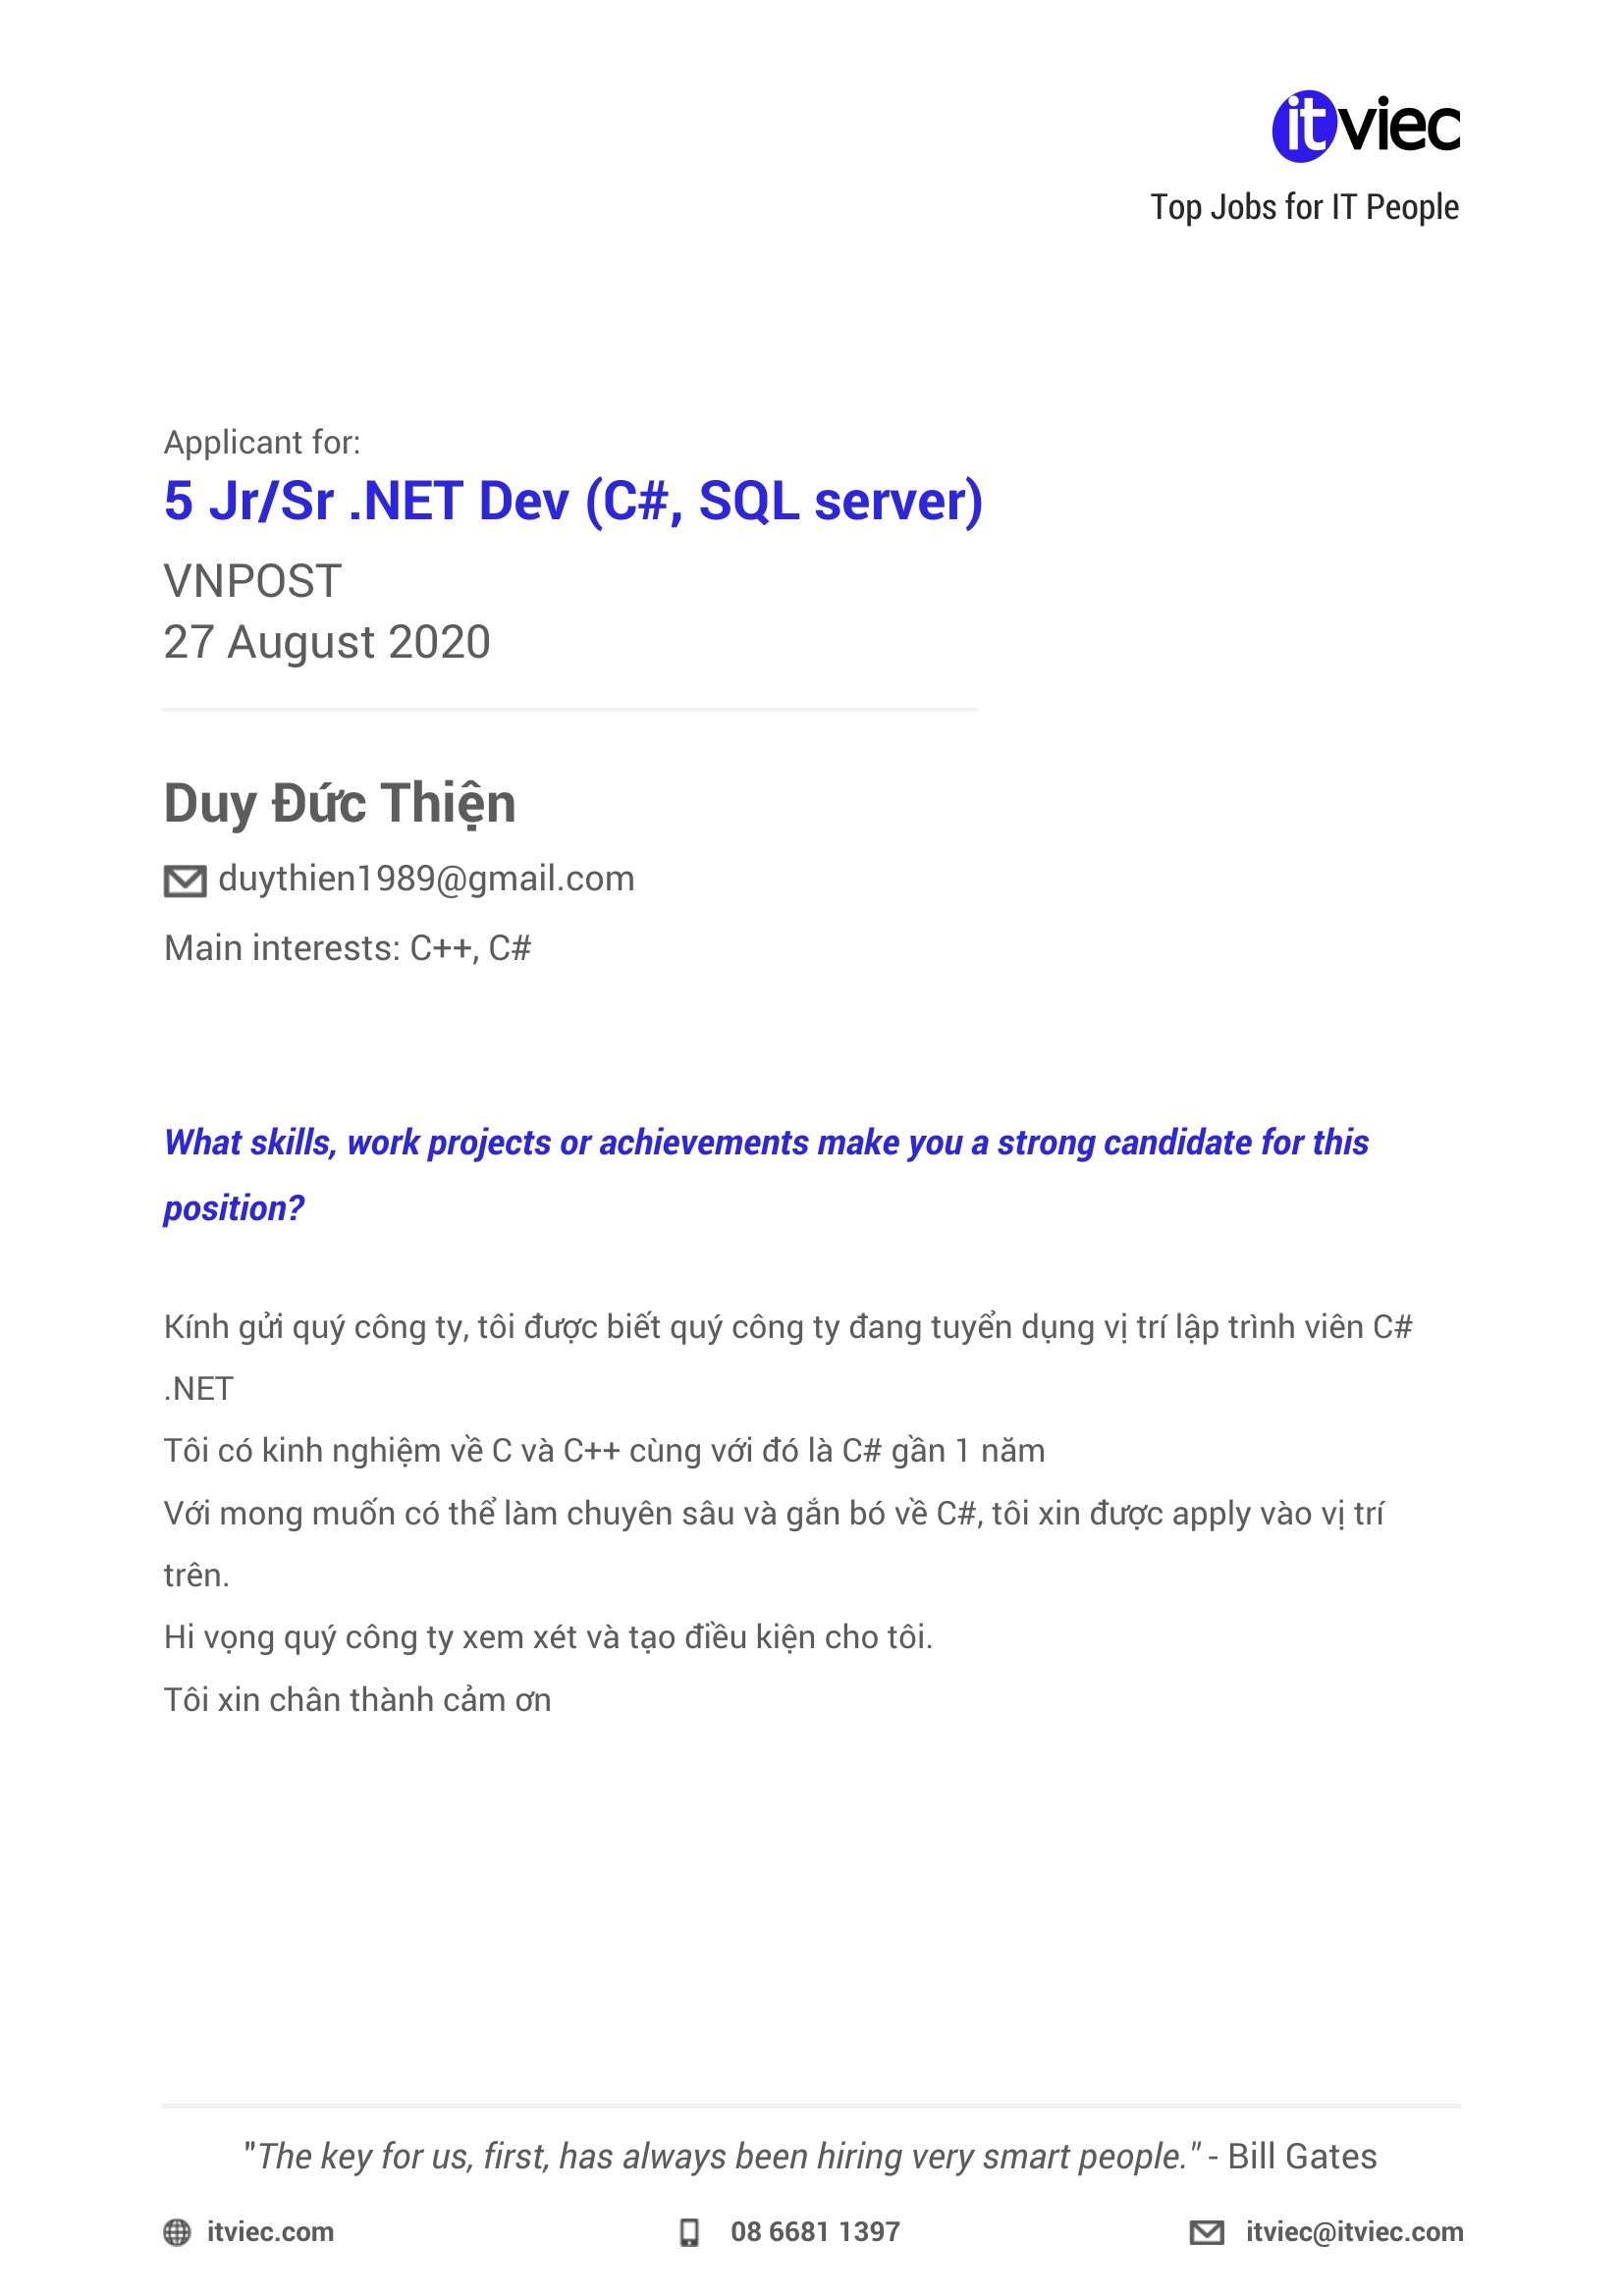 itviec
Top Jobs for IT People
Applicant for:
5 Jr/Sr .NET Dev (C#, SQL server)
VNPOST
27 August 2020
Duy Đức Thiện
duythien1989@gmail.com
Main interests: C++, C#
What skills, work projects or achievements make you a strong candidate for this
position?
Kính gửi quý công ty, tôi được biết quý công ty đang tuyển dụng vị trí lập trình viên C#
.NET
Tôi có kinh nghiệm về C và C++ cùng với đó là C# gần 1 năm
Với mong muốn có thể làm chuyên sâu và gắn bó về C#, tôi xin được apply vào vị trí
trên.
Hi vọng quý công ty xem xét và tạo điều kiện cho tôi.
Tôi xin chân thành cảm ơn
"The key for us, first, has always been hiring very smart people." - Bill Gates
itviec.com 08 6681 1397 itviec@itviec.com